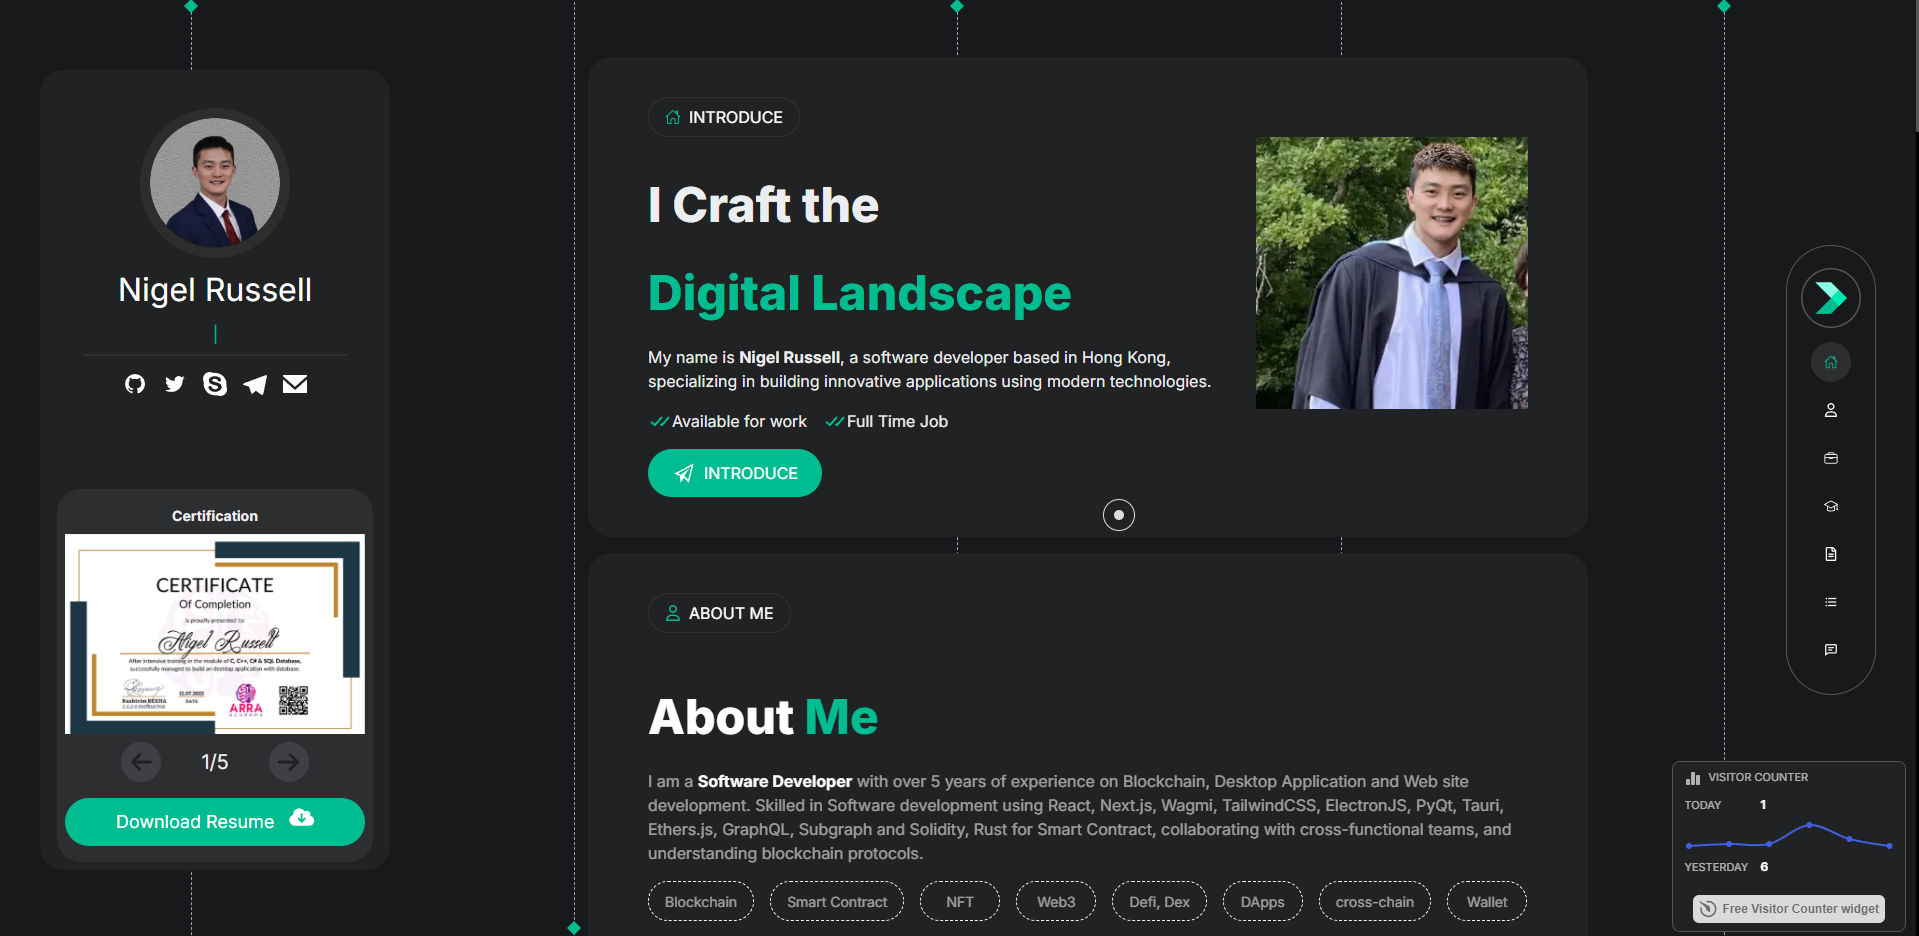 Nigel Russell
Certification
CERTIFICATE
Of Completion
is proudly presented to:
Nigel Russell
After intensive training in the module of C, C++, C# & SQL Database,
successfully managed to build an desktop application with database.
Kushtrim REXHA
12.07.2023
DATE
ARRA
academy
1/5
Download Resume
INTRODUCE
I Craft the
Digital Landscape
My name is Nigel Russell, a software developer based in Hong Kong,
specializing in building innovative applications using modern technologies.
Available for work Full Time Job
INTRODUCE
ABOUT ME
About Me
I am a Software Developer with over 5 years of experience on Blockchain, Desktop Application and Web site
development. Skilled in Software development using React, Next.js, Wagmi, TailwindCSS, ElectronJS, PyQt, Tauri,
Ethers.js, GraphQL, Subgraph and Solidity, Rust for Smart Contract, collaborating with cross-functional teams, and
understanding blockchain protocols.
Blockchain Smart Contract NFT Web3 Defi, Dex DApps cross-chain Wallet
VISITOR COUNTER
TODAY 1
YESTERDAY 6
Free Visitor Counter widget